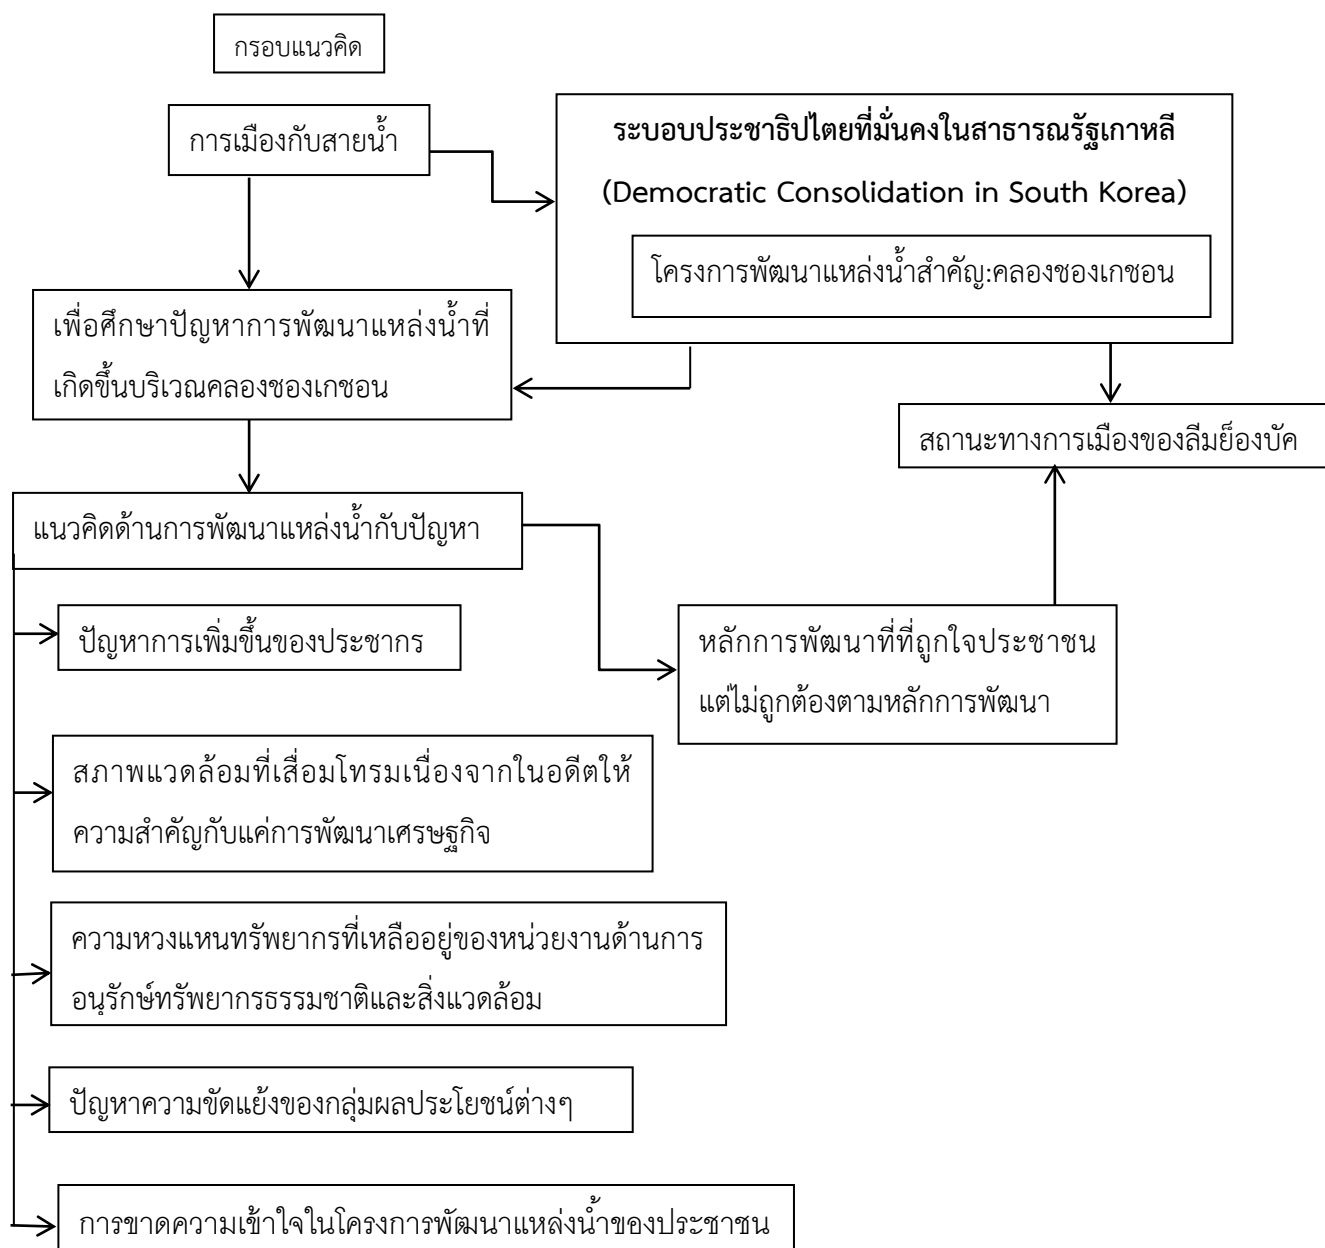 กรอบแนวคิด
การเมืองกับสายน้ำ
ระบอบประชาธิปไตยที่มั่นคงในสาธารณรัฐเกาหลี
(Democratic Consolidation in South Korea)
โครงการพัฒนาแหล่งน้ำสำคัญ:คลองชองเกชอน
เพื่อศึกษาปัญหาการพัฒนาแหล่งน้ำที่
เกิดขึ้นบริเวณคลองชองเกชอน
สถานะทางการเมืองของลีมย็องบัค
แนวคิดด้านการพัฒนาแหล่งน้ำกับปัญหา
ปัญหาการเพิ่มขึ้นของประชากร
หลักการพัฒนาที่ที่ถูกใจประชาชน
แต่ไม่ถูกต้องตามหลักการพัฒนา
สภาพแวดล้อมที่เสื่อมโทรมเนื่องจากในอดีตให้
ความสำคัญกับแค่การพัฒนาเศรษฐกิจ
ความหวงแหนทรัพยากรที่เหลืออยู่ของหน่วยงานด้านการ
อนุรักษ์ทรัพยากรธรรมชาติและสิ่งแวดล้อม
ปัญหาความขัดแย้งของกลุ่มผลประโยชน์ต่างๆ
การขาดความเข้าใจในโครงการพัฒนาแหล่งน้ำของประชาชน